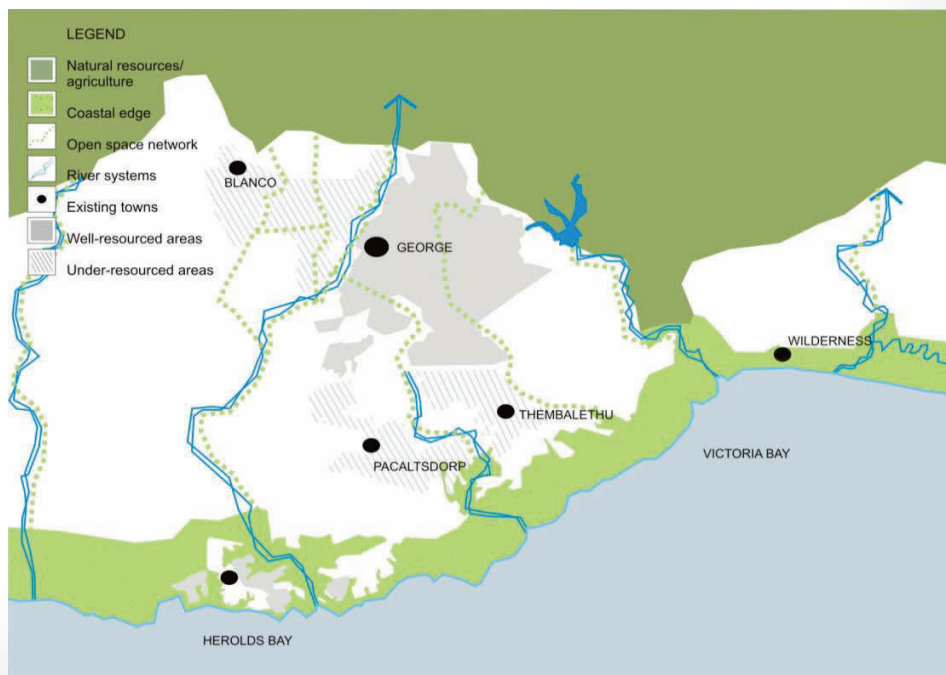 LEGEND
Natural resources/
agriculture
Coastal edge
Open space network
River systems
Existing towns
Well-resourced areas
Under-resourced areas
BLANCO
GEORGE
WILDERNESS
THEMBALETHU
PACALTSDORP
VICTORIA BAY
HEROLDS BAY